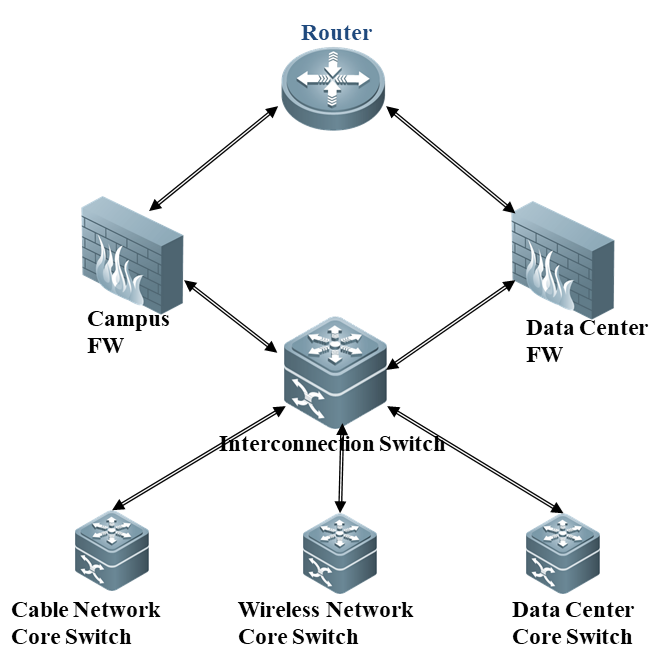 Router
Campus
FW
Data Center
FW
Interconnection Switch
Cable Network
Core Switch
Wireless Network
Core Switch
Data Center
Core Switch